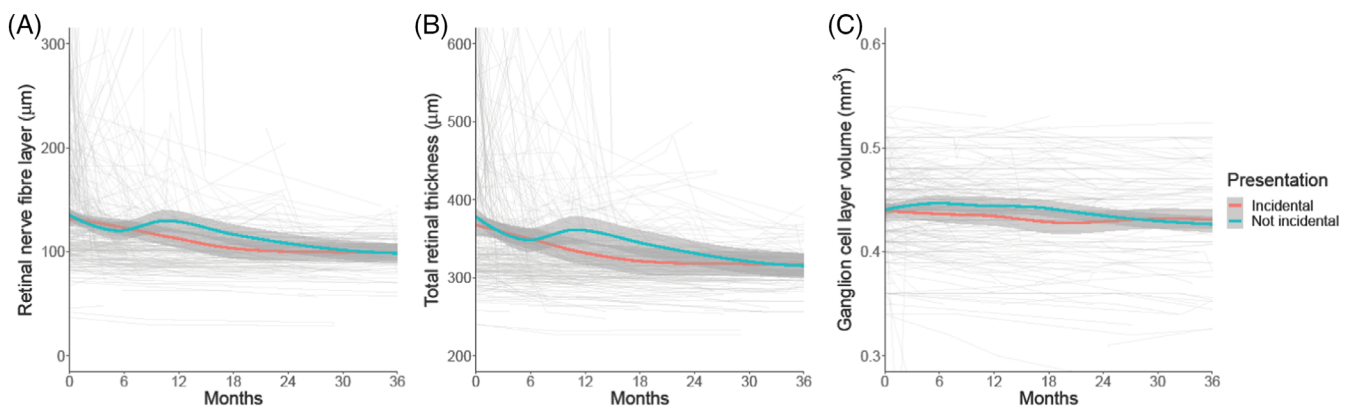 (A)
Retinal nerve fibre layer (μm)
300
200
100
0
0 6 12 18 24 30 36
Months
(B)
Total retinal thickness (μm)
600
500
400
300
200
0 6 12 18 24 30 36
Months
(C)
Ganglion cell layer volume (mm³)
0.6
0.5
0.4
0.3
0 6 12 18 24 30 36
Months
Presentation
Incidental
Not incidental